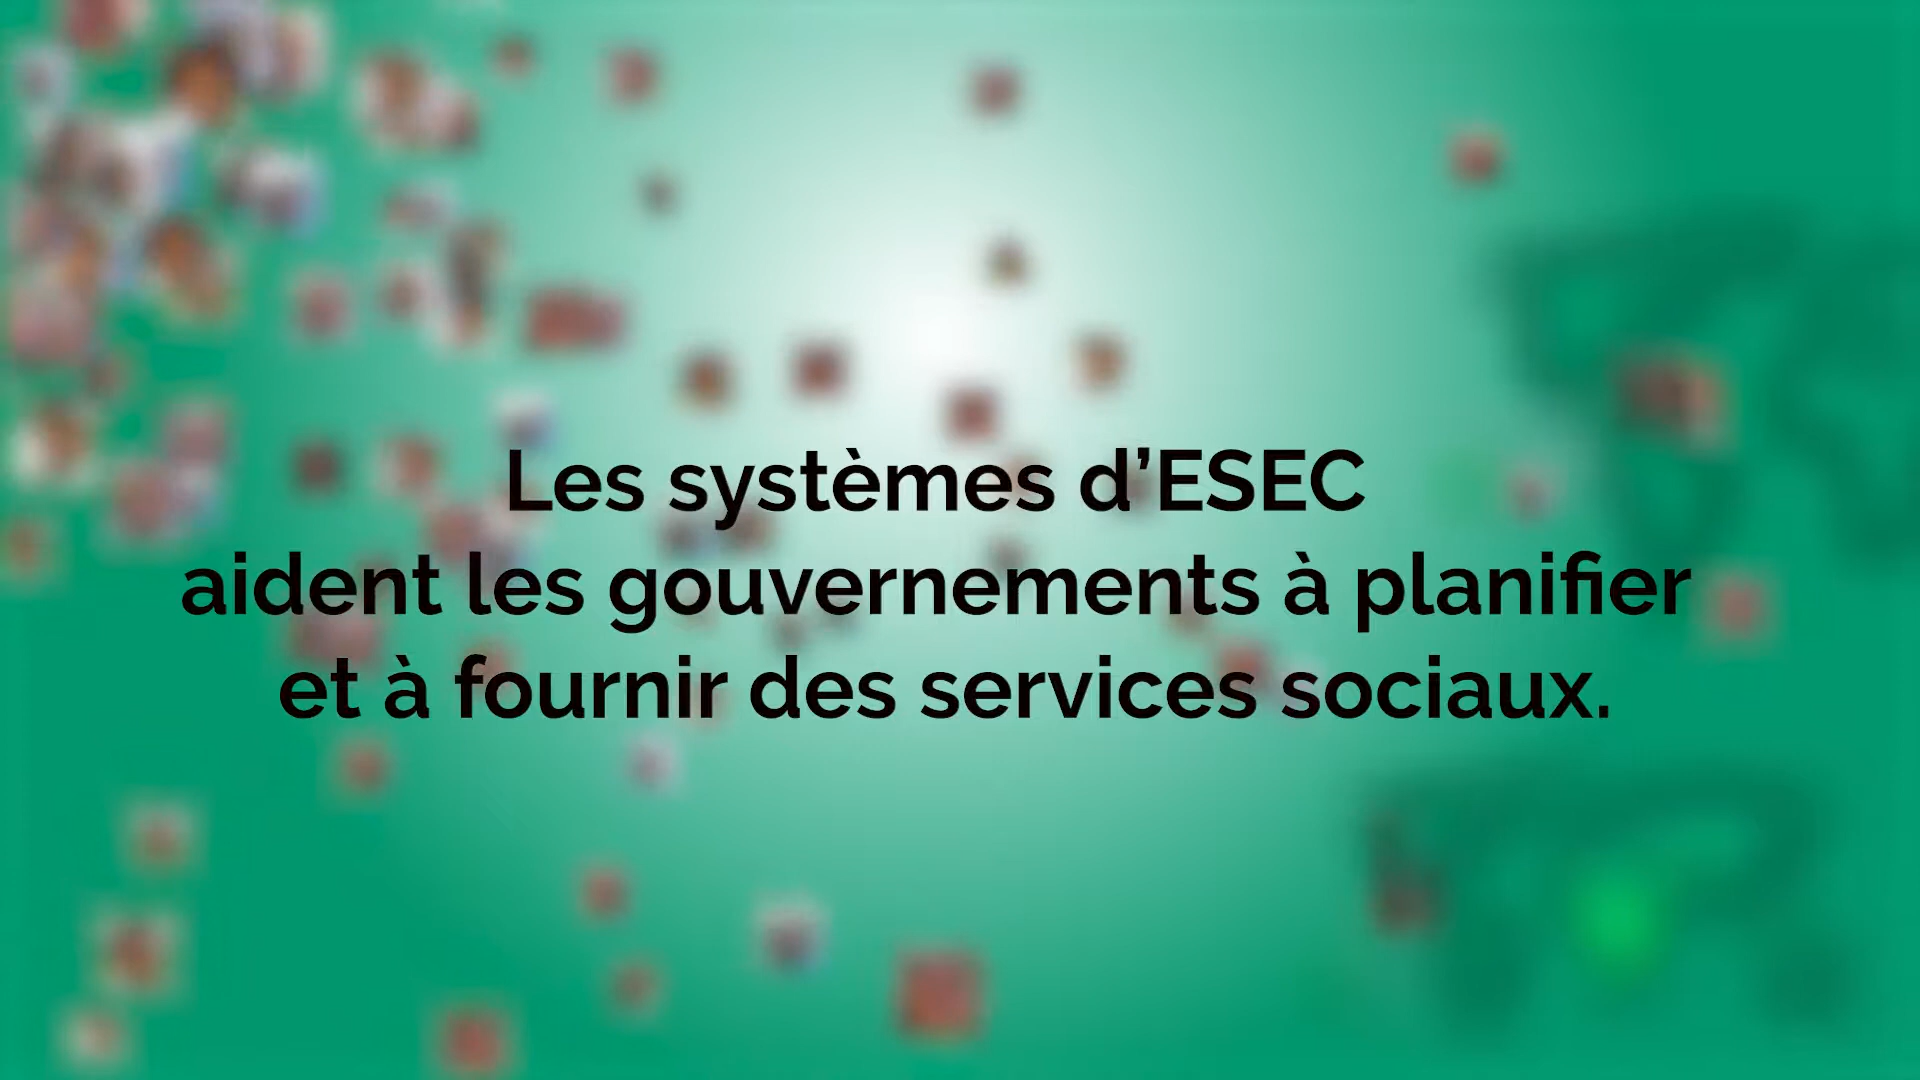 Les systèmes d’ESEC
aident les gouvernements à planifier
et à fournir des services sociaux.